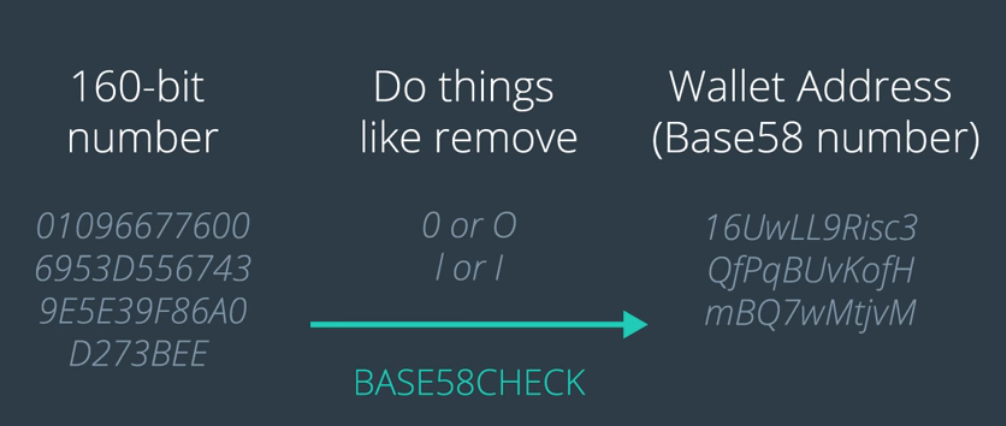 160-bit
number
01096677600
6953D556743
9E5E39F86A0
D273BEE
Do things
like remove
0 or O
l or I
BASE58CHECK
Wallet Address
(Base58 number)
16UwLL9Risc3
QfPqBUvKofH
mBQ7wMtjvM